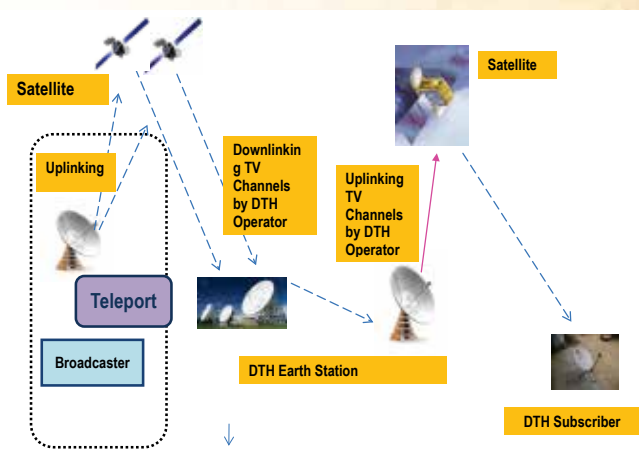 Satellite
Satellite
Uplinking
Downlinkin
g TV
Channels
by DTH
Operator
Uplinking
TV
Channels
by DTH
Operator
Teleport
Broadcaster
DTH Earth Station
DTH Subscriber